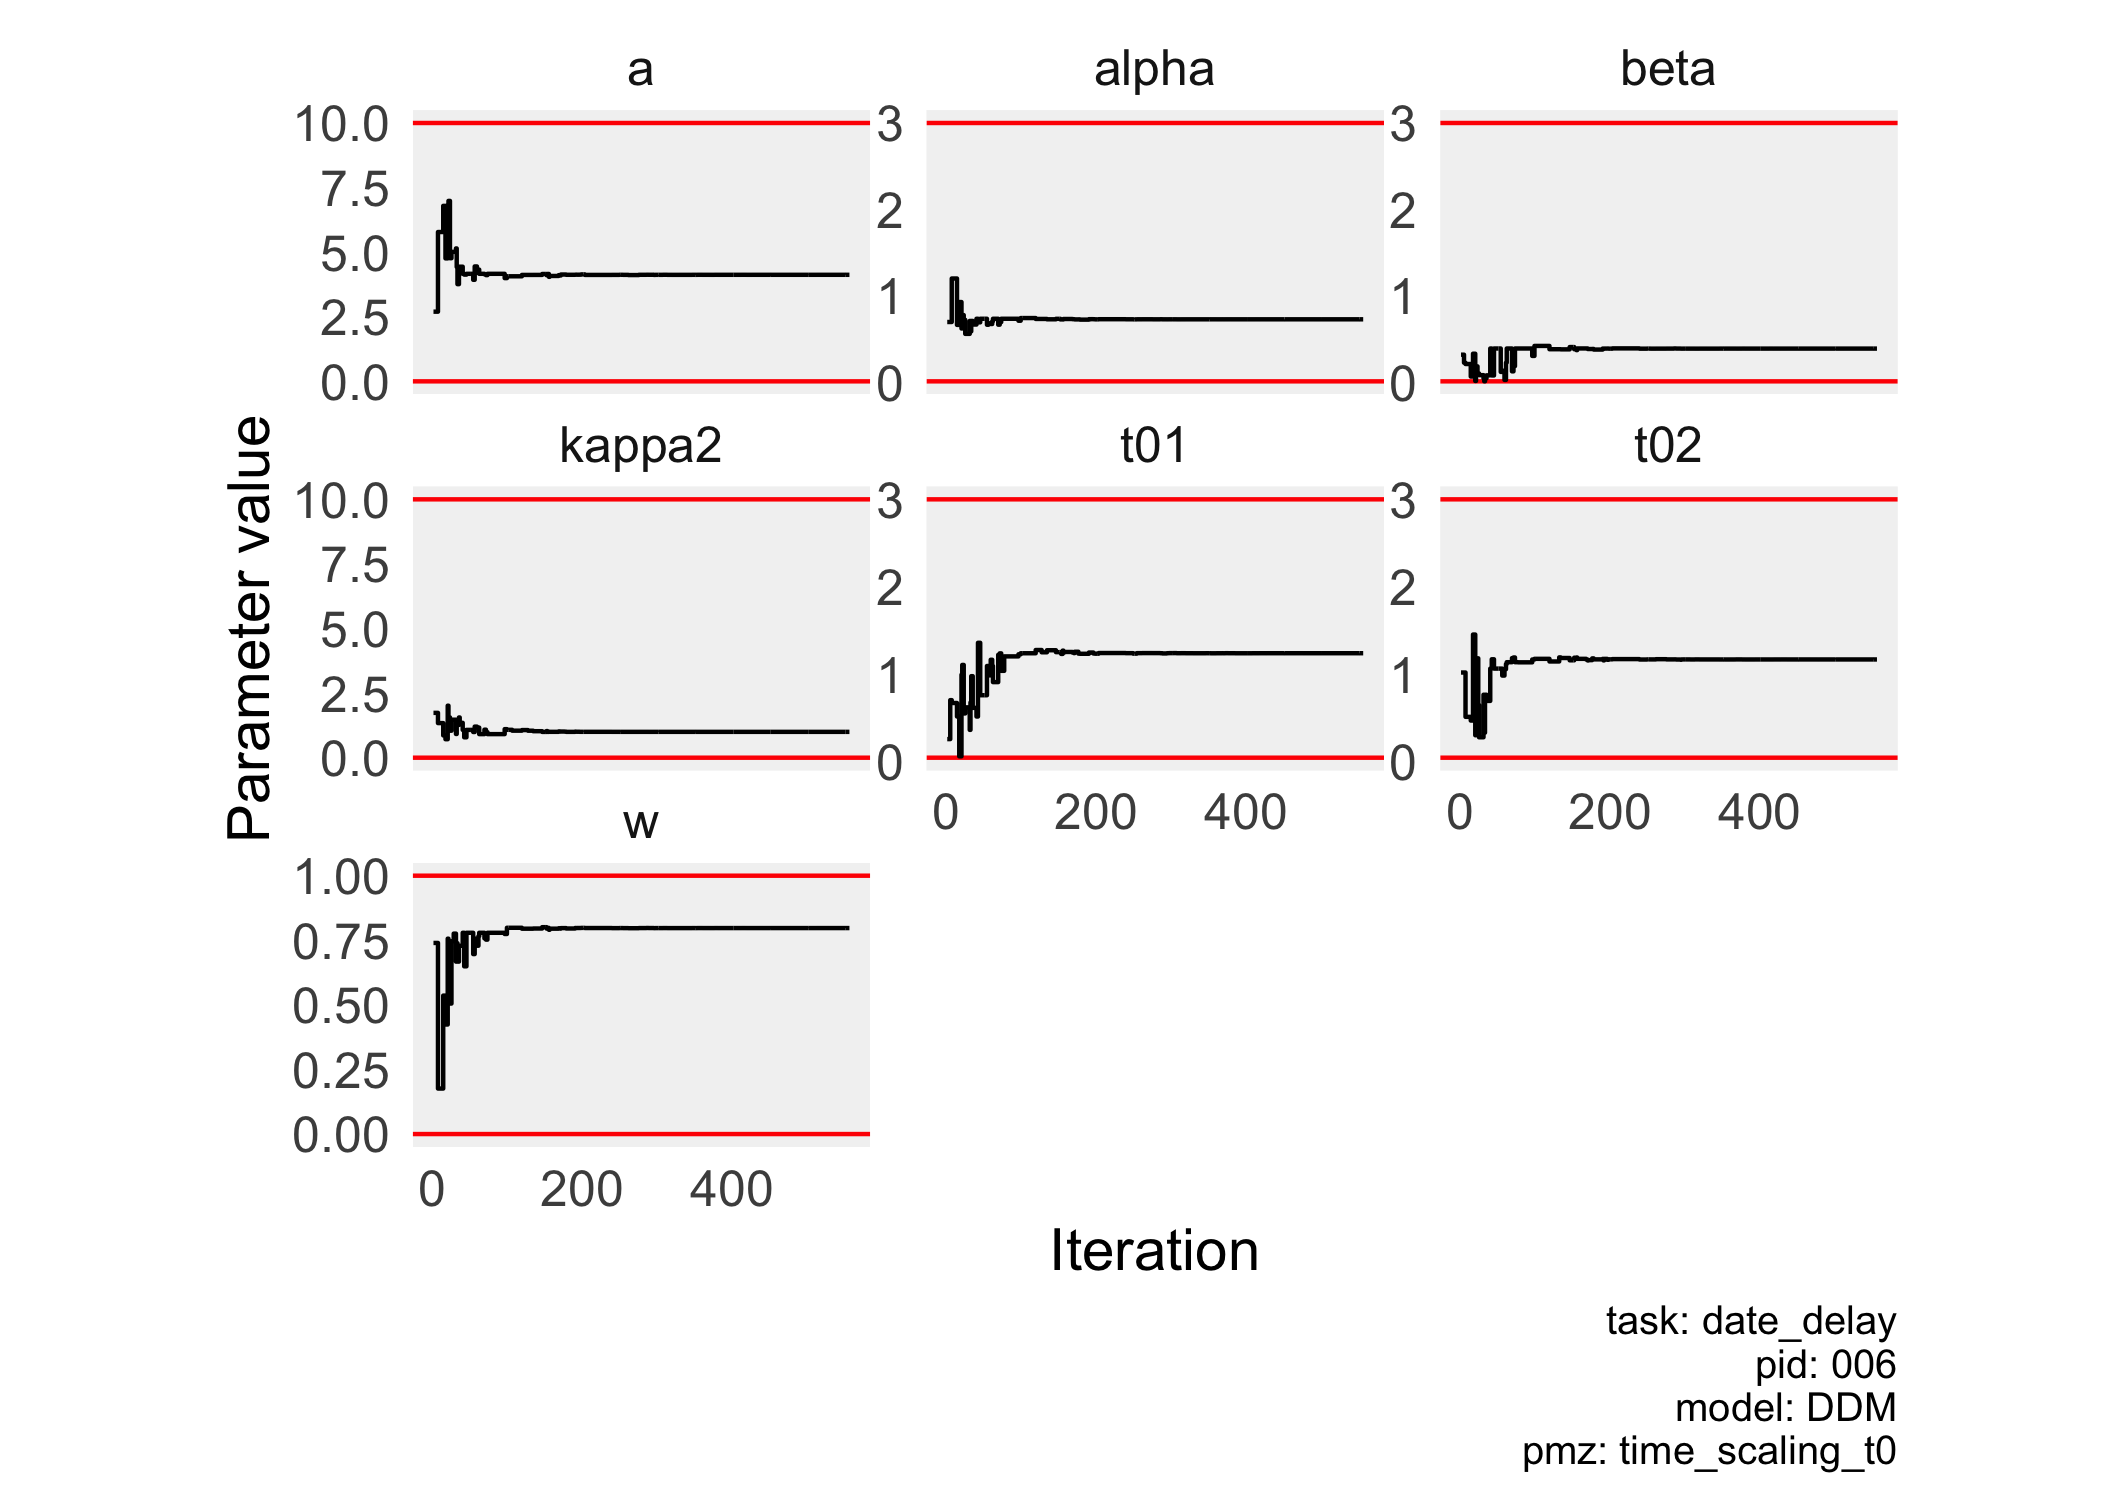 a
alpha
beta
10.0
7.5
5.0
2.5
0.0
3
2
1
0
3
2
1
0
kappa2
t01
t02
10.0
7.5
5.0
2.5
0.0
3
2
1
0
3
2
1
0
0 200 400
0 200 400
w
1.00
0.75
0.50
0.25
0.00
0 200 400
Parameter value
Iteration
task: date_delay
pid: 006
model: DDM
pmz: time_scaling_t0